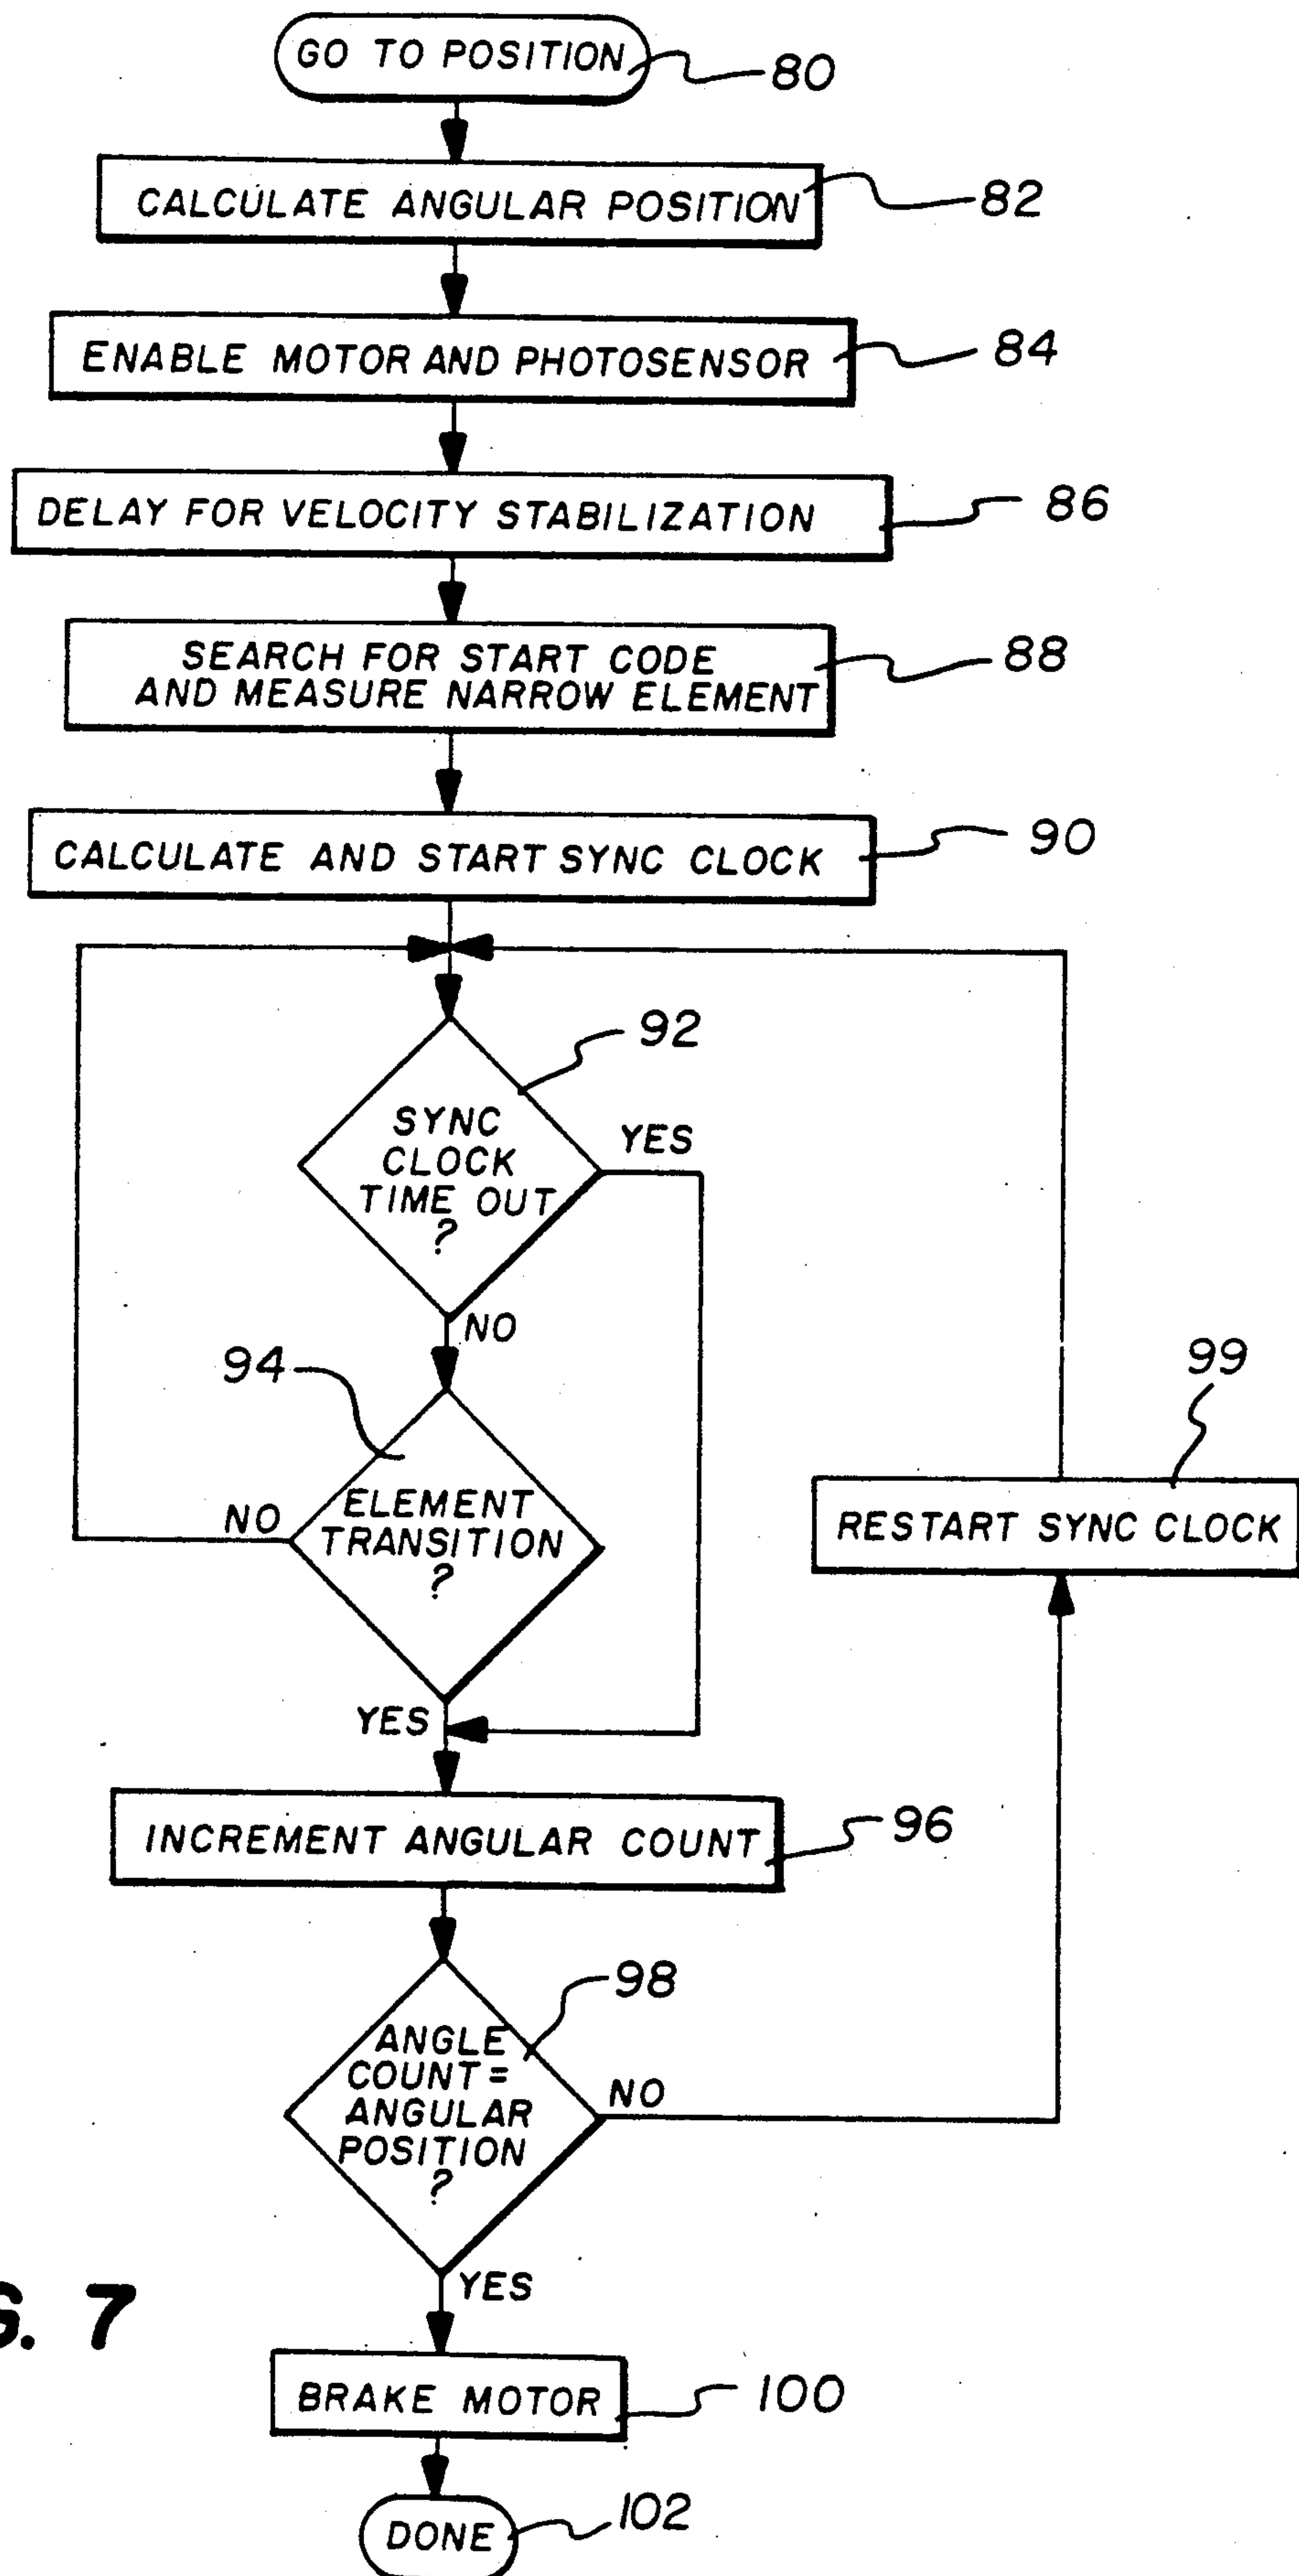 GO TO POSITION
80
CALCULATE ANGULAR POSITION
82
ENABLE MOTOR AND PHOTOSENSOR
84
DELAY FOR VELOCITY STABILIZATION
86
SEARCH FOR START CODE
AND MEASURE NARROW ELEMENT
88
CALCULATE AND START SYNC CLOCK
90
92
SYNC
CLOCK
TIME OUT
?
YES
NO
94
ELEMENT
TRANSITION
?
NO
YES
99
RESTART SYNC CLOCK
INCREMENT ANGULAR COUNT
96
98
ANGLE
COUNT =
ANGULAR
POSITION
?
NO
YES
G. 7
BRAKE MOTOR
100
DONE
102